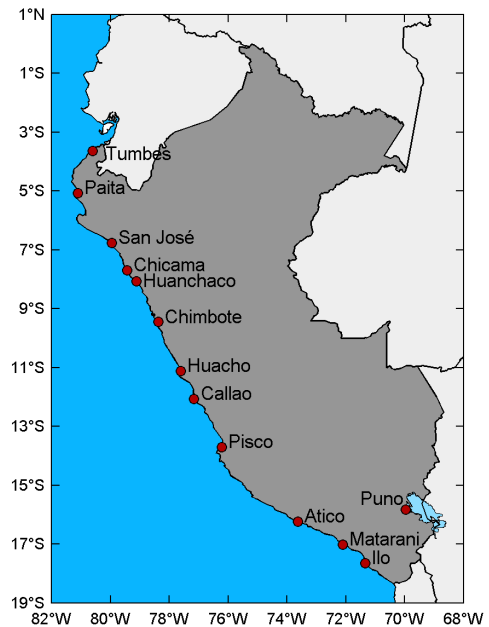 1°N
1°S
3°S
Tumbes
Paita
5°S
San José
7°S
Chicama
Huanchaco
9°S
Chimbote
11°S
Huacho
Callao
13°S
Pisco
15°S
Puno
Atico
Matarani
17°S
Ilo
19°S
82°W 80°W 78°W 76°W 74°W 72°W 70°W 68°W